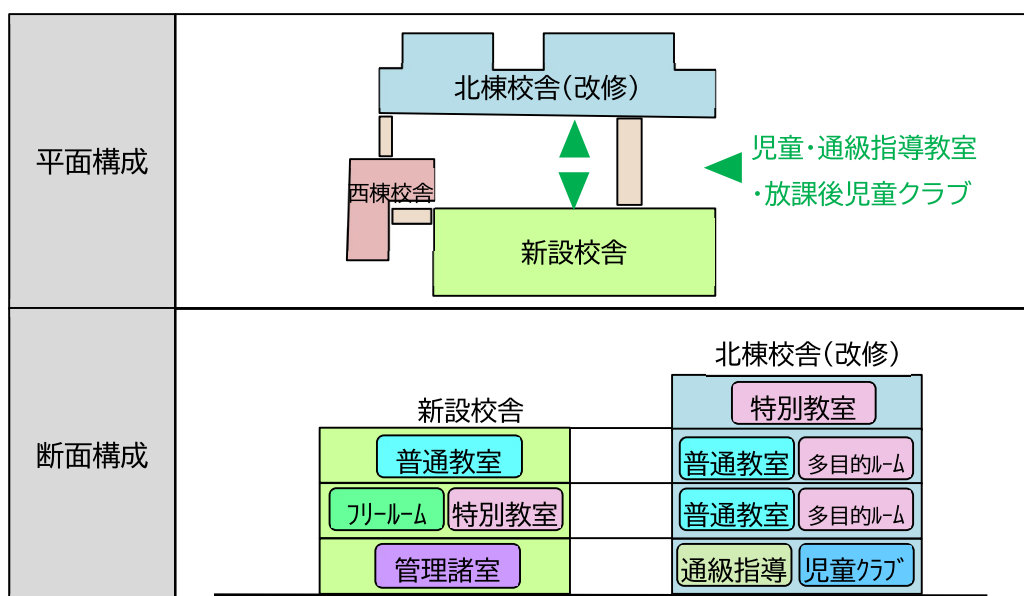 平面構成
北棟校舎(改修)
児童・通級指導教室
・放課後児童クラブ
西棟校舎
新設校舎
断面構成
北棟校舎(改修)
特別教室
新設校舎
普通教室
普通教室
多目的ﾙｰﾑ
ﾌﾘｰﾙｰﾑ
特別教室
普通教室
多目的ﾙｰﾑ
管理諸室
通級指導
児童ｸﾗﾌﾞ